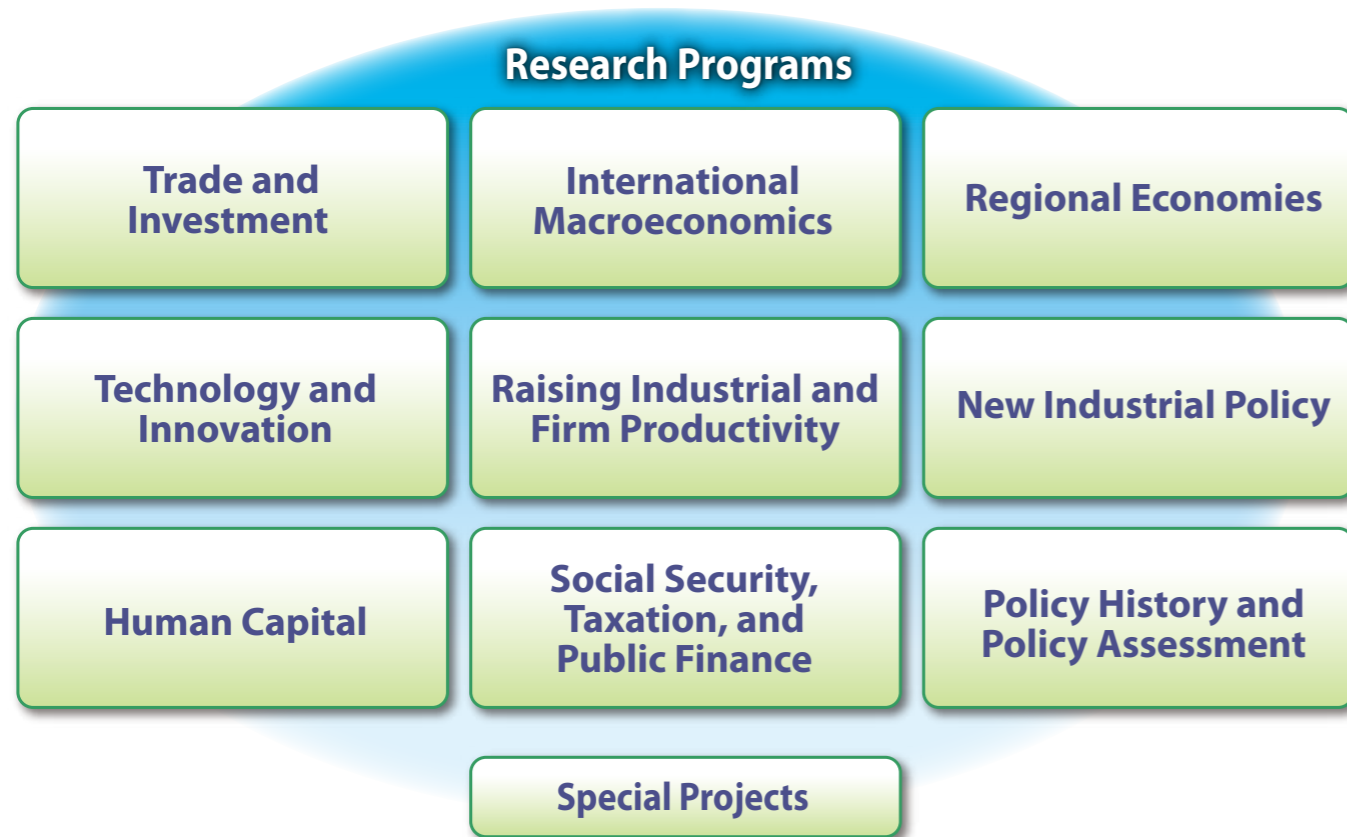 Research Programs
Trade and
Investment
International
Macroeconomics
Regional Economies
Technology and
Innovation
Raising Industrial and
Firm Productivity
New Industrial Policy
Human Capital
Social Security,
Taxation, and
Public Finance
Policy History and
Policy Assessment
Special Projects